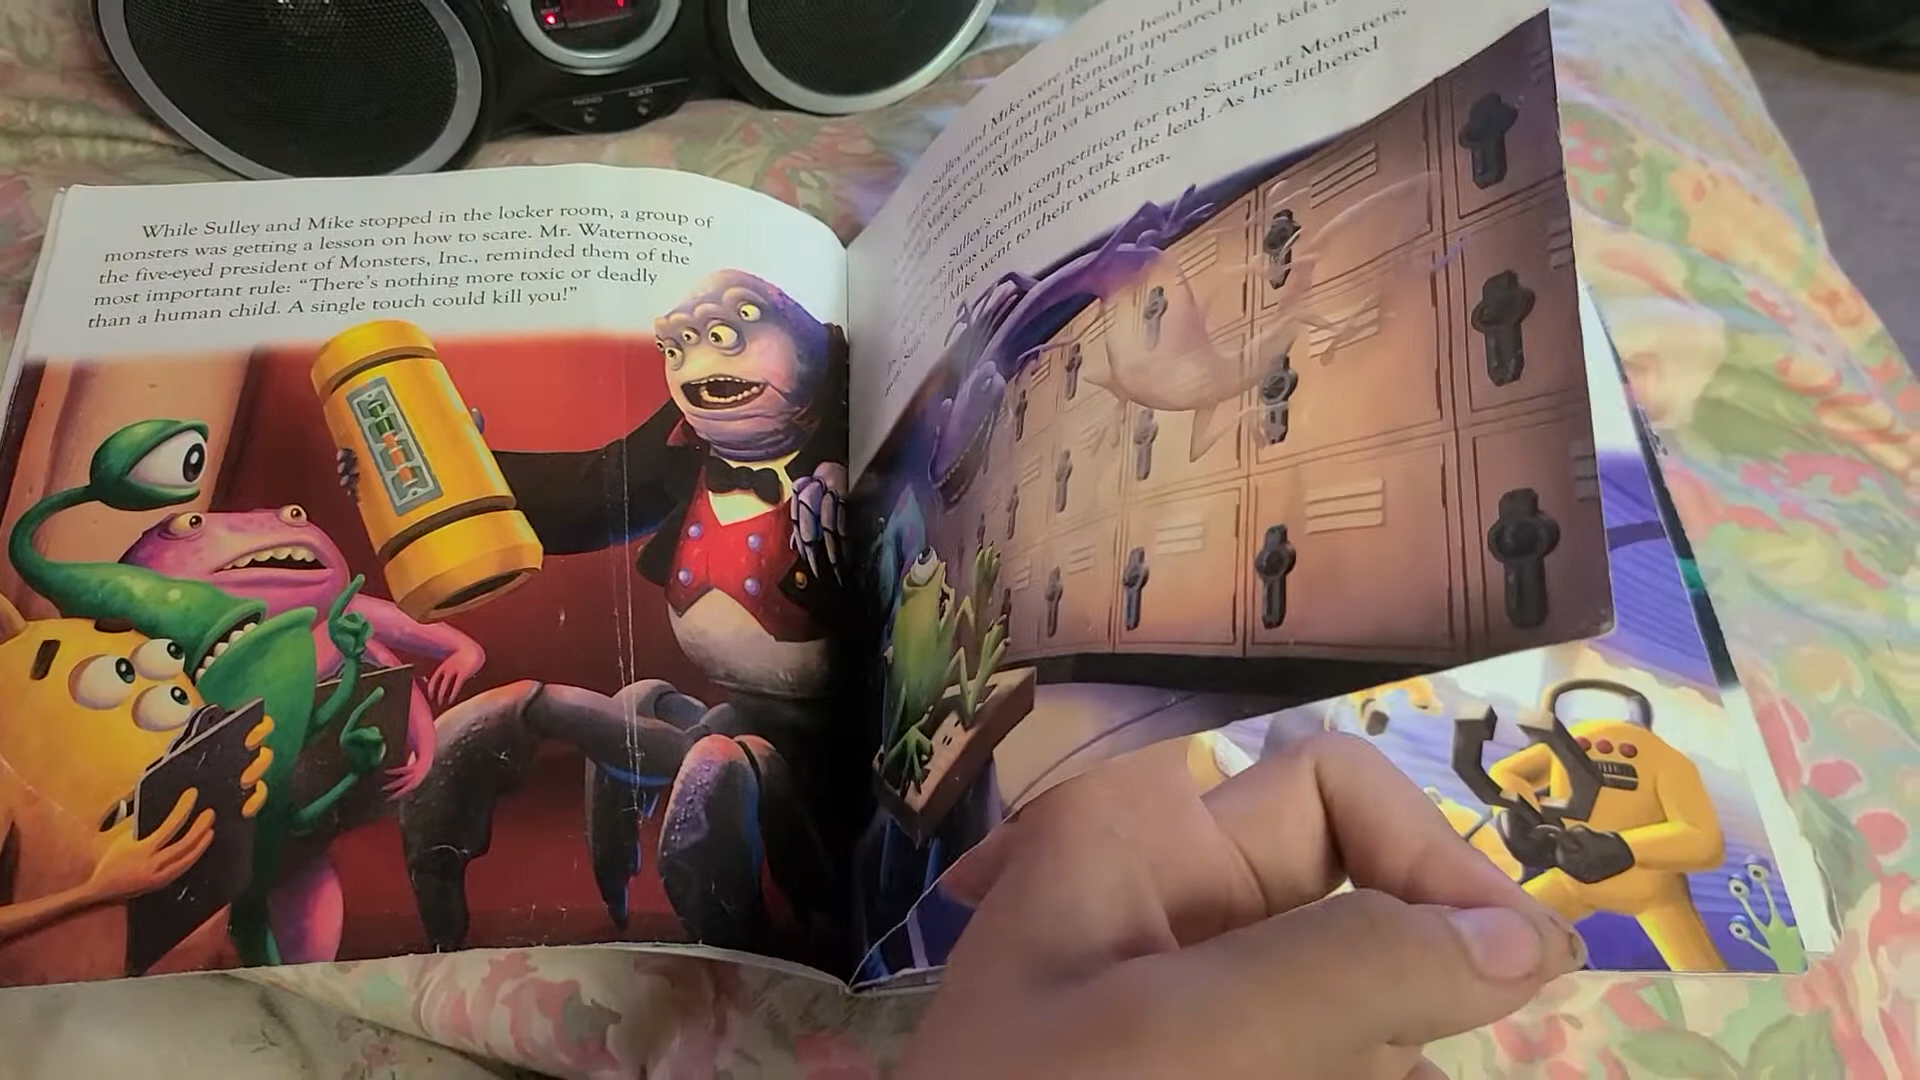 While Sulley and Mike stopped in the locker room, a group of
monsters was getting a lesson on how to scare. Mr. Waternoose,
the five-eyed president of Monsters, Inc., reminded them of the
most important rule: “There’s nothing more toxic or deadly
than a human child. A single touch could kill you!”
Sulley and Mike were about to head
monster named Randall appeared
Mike screamed and fell backward.
smirked. “Whadda ya know? It scares little kids
was Sulley’s only competition for top Scarer at Monsters,
was determined to take the lead. As he slithered
Mike went to their work area.
PHONES
AUX IN